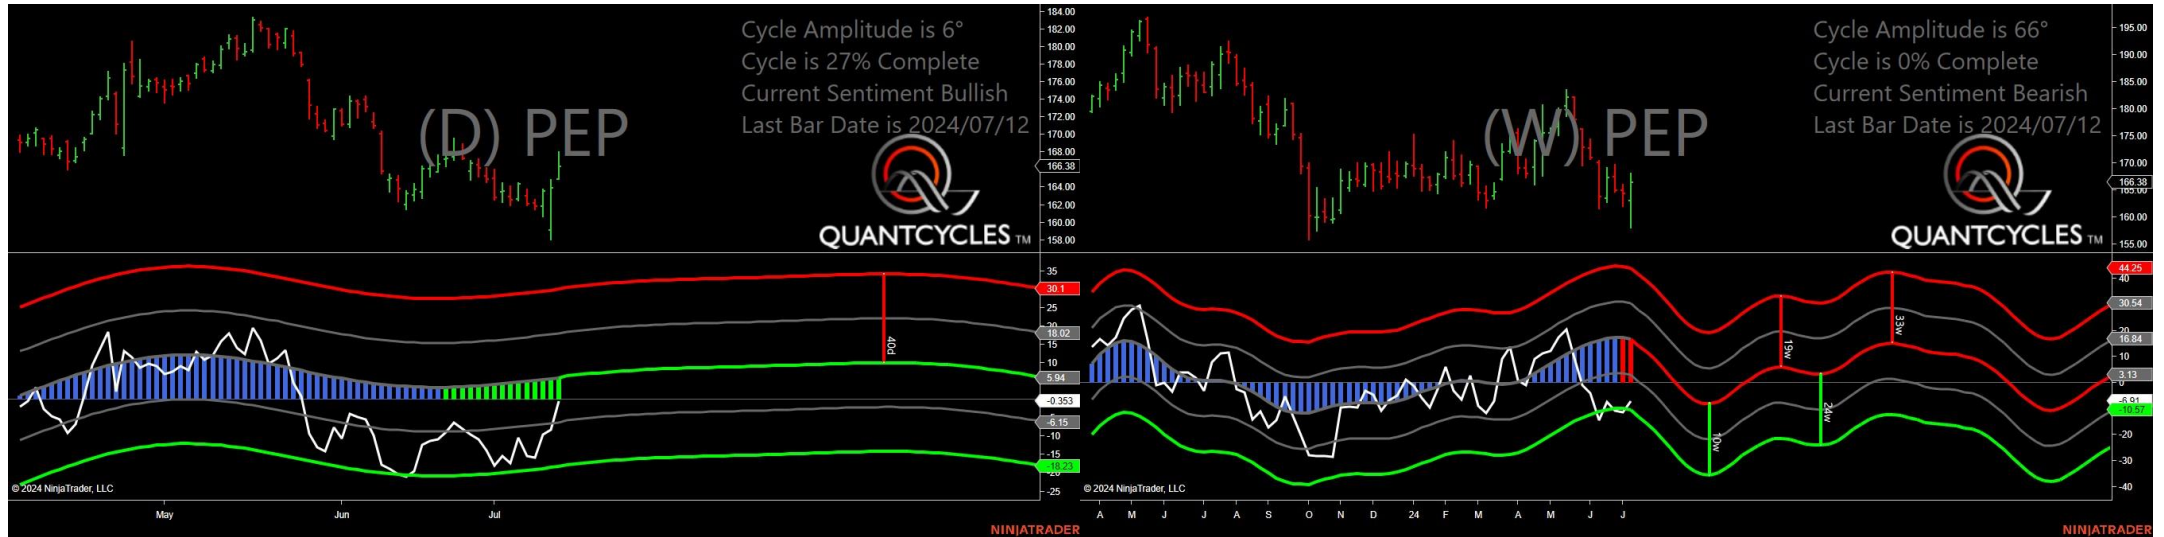 Cycle Amplitude is 6°
Cycle is 27% Complete
Current Sentiment Bullish
Last Bar Date is 2024/07/12
(D) PEP
QUANTCYCLES TM
184.00
182.00
180.00
178.00
176.00
174.00
172.00
170.00
168.00
166.38
164.00
162.00
160.00
158.00
35
30.1
25
18.02
15
10
5.94
-0.353
-6.15
-10
-15
-18.23
-25
40d
© 2024 NinjaTrader, LLC
May Jun Jul
NINJATRADER
Cycle Amplitude is 66°
Cycle is 0% Complete
Current Sentiment Bearish
Last Bar Date is 2024/07/12
(W) PEP
QUANTCYCLES TM
195.00
190.00
185.00
180.00
175.00
170.00
166.38
165.00
160.00
155.00
44.25
40
30.54
20
16.84
10
3.13
0
-6.91
-10.57
-20
-30
-40
10w
19w
24w
33w
© 2024 NinjaTrader, LLC
A M J J A S O N D 24 F M A M J J
NINJATRADER